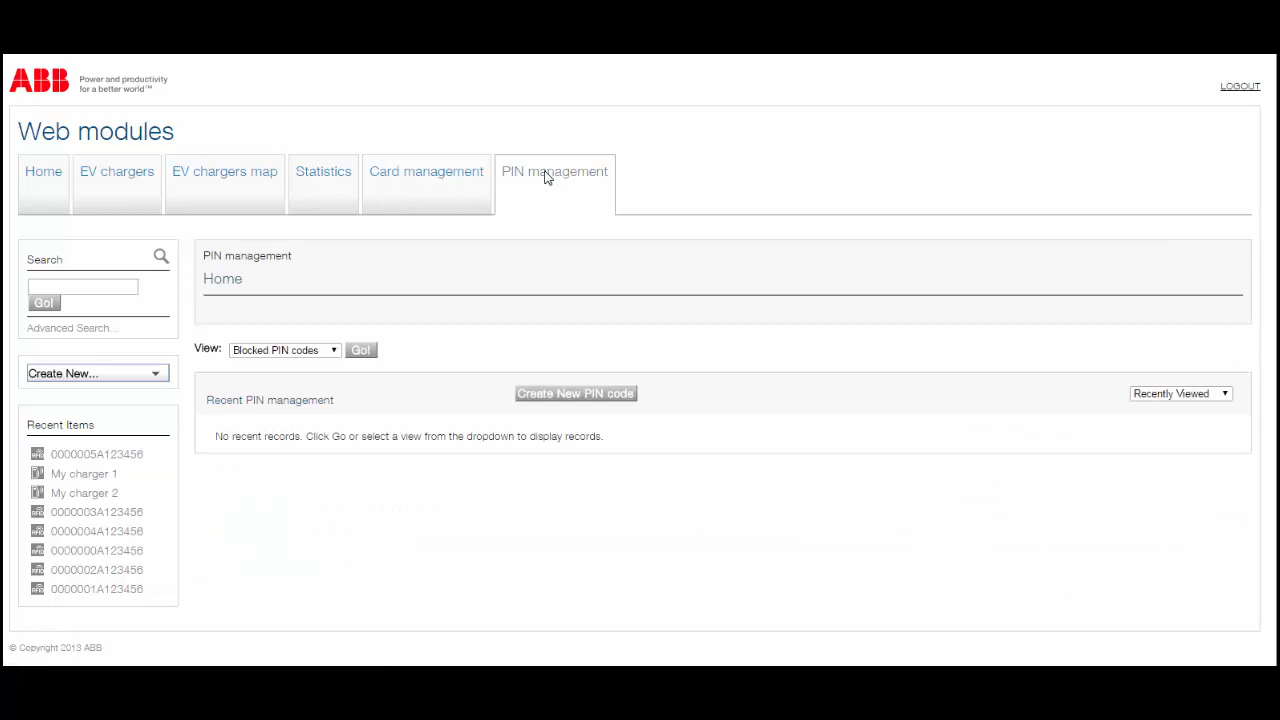 ABB Power and productivity
for a better world™
LOGOUT
Web modules
Home EV chargers EV chargers map Statistics Card management PIN management
Search
Go!
Advanced Search...
Create New...
Recent Items
0000005A123456
My charger 1
My charger 2
0000003A123456
0000004A123456
0000000A123456
0000002A123456
0000001A123456
PIN management
Home
View: Blocked PIN codes Go!
Recent PIN management Create New PIN code Recently Viewed
No recent records. Click Go or select a view from the dropdown to display records.
© Copyright 2013 ABB